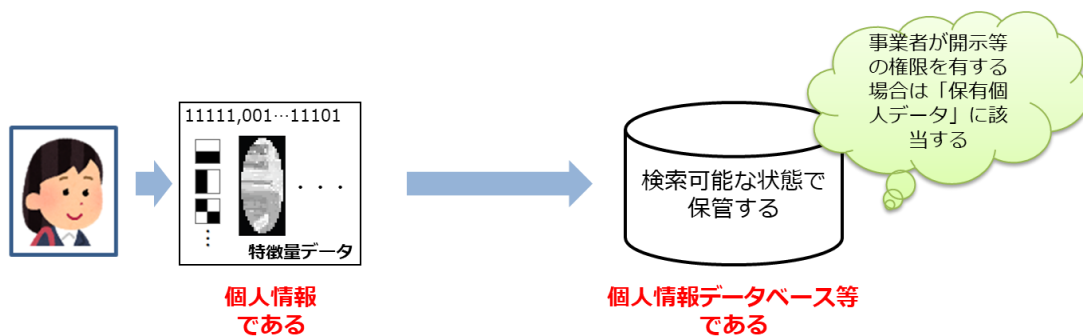 事業者が開示等
の権限を有する
場合は「保有個
人データ」に該
当する
11111,001…11101
・・・
⋮
特徴量データ
検索可能な状態で
保管する
個人情報
である
個人情報データベース等
である